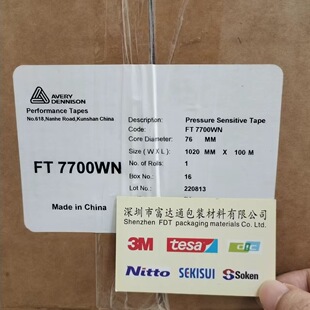 AVERY
DENNISON
Performance Tapes
No.618,Nanhe Road,Kunshan China
FT 7700WN
Made in China
Description: Pressure Sensitive Tape
Code: FT 7700WN
Core Diameter: 76 MM
Size ( W X L ): 1020 MM X 100 M
No. of Rolls: 1
Box: 16
Lot: 220813
深圳市富达通包装材料有限公司
Shenzhen FDT packaging materials Co. Ltd
3M tesa
Nitto SEKISUI Soken